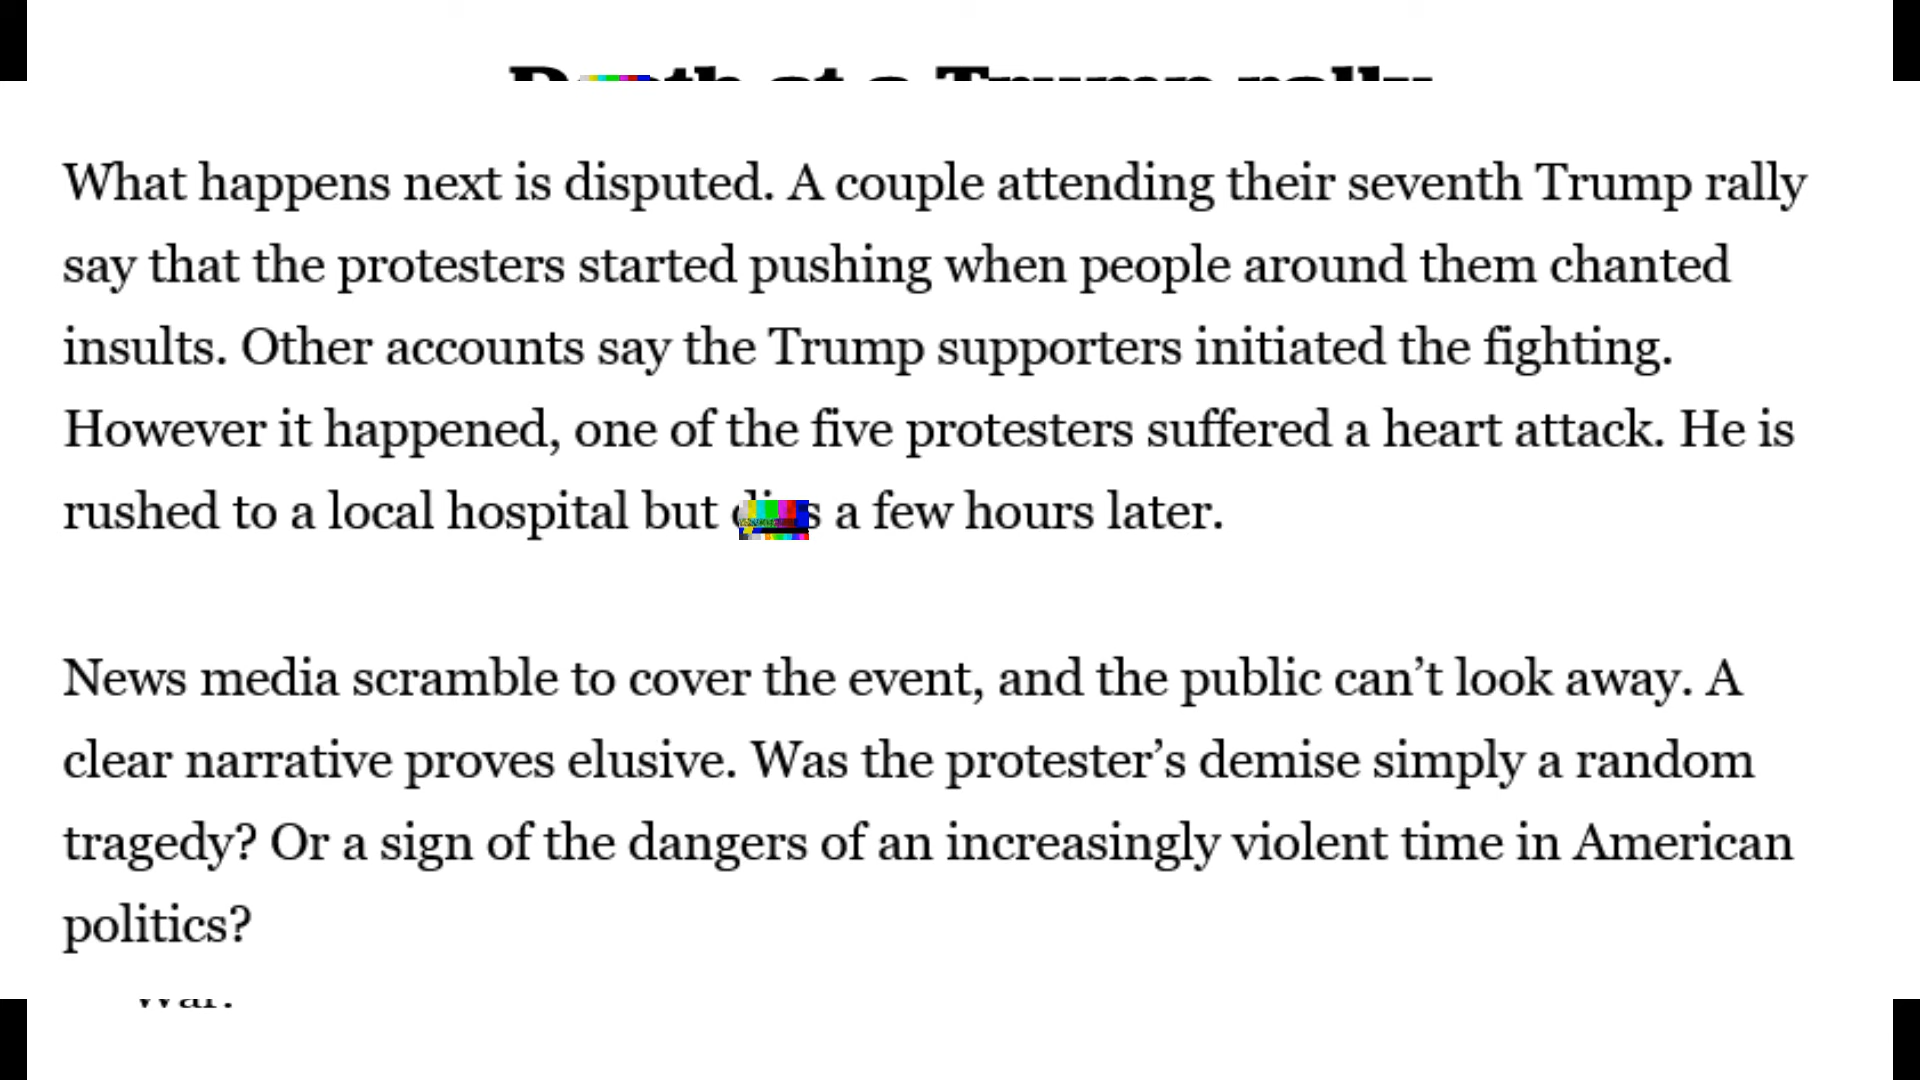 at a Trump rally
What happens next is disputed. A couple attending their seventh Trump rally
say that the protesters started pushing when people around them chanted
insults. Other accounts say the Trump supporters initiated the fighting.
However it happened, one of the five protesters suffered a heart attack. He is
rushed to a local hospital but a few hours later.
News media scramble to cover the event, and the public can’t look away. A
clear narrative proves elusive. Was the protester’s demise simply a random
tragedy? Or a sign of the dangers of an increasingly violent time in American
politics?